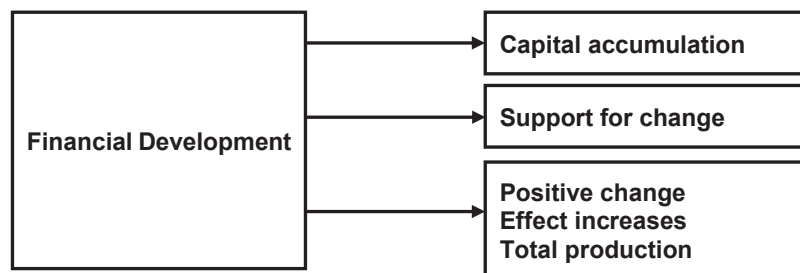 Financial Development
Capital accumulation
Support for change
Positive change
Effect increases
Total production